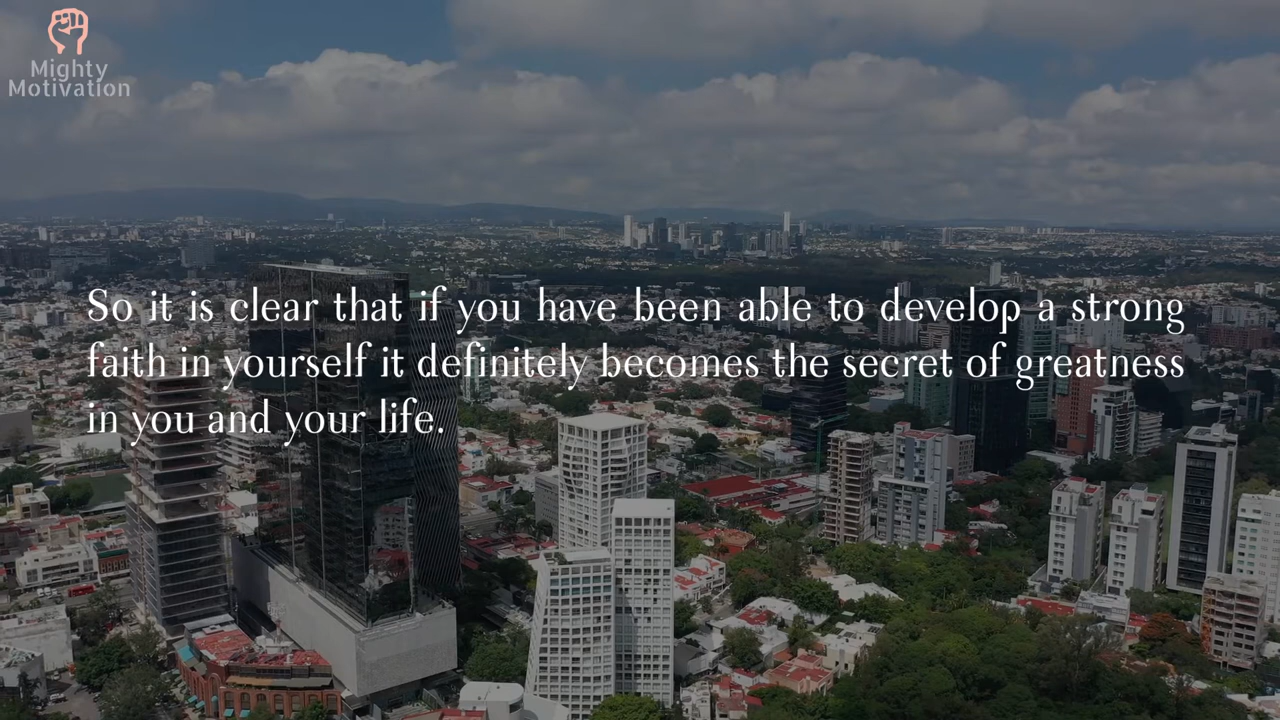 Mighty
Motivation
So it is clear that if you have been able to develop a strong
faith in yourself it definitely becomes the secret of greatness
in you and your life.